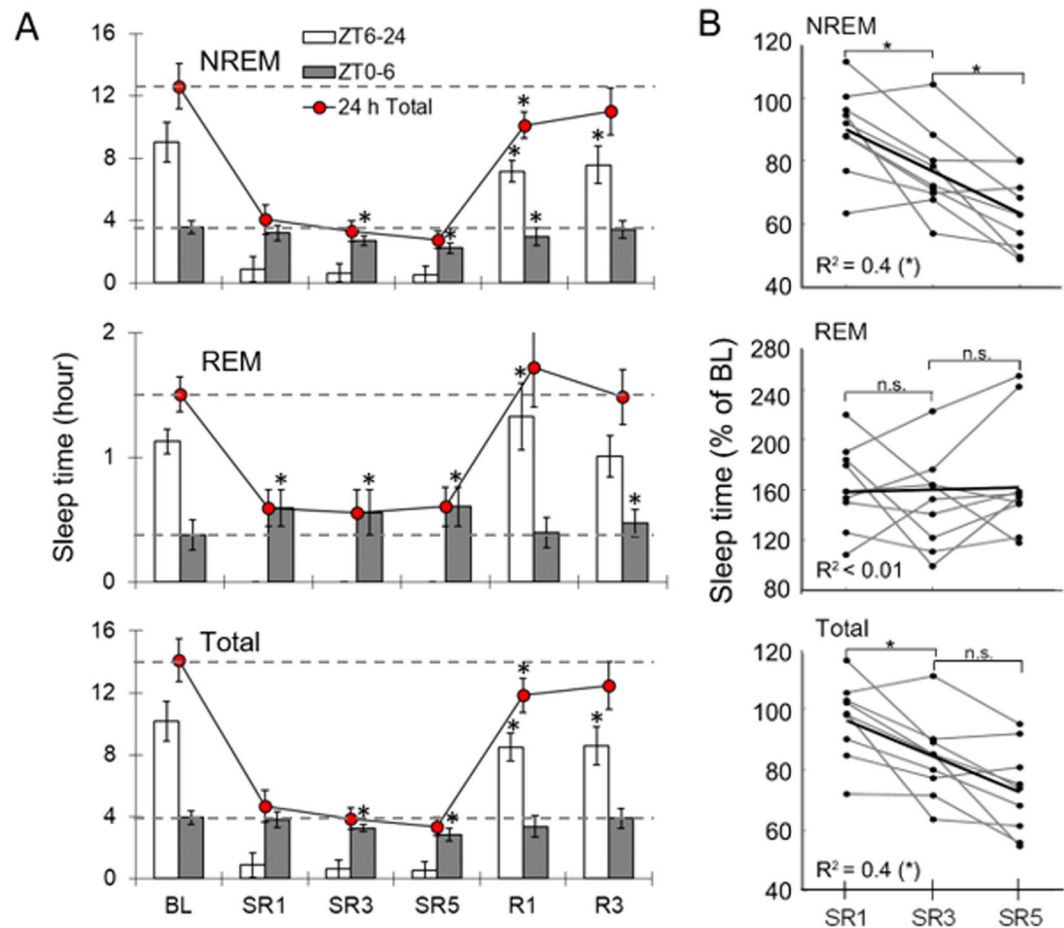 A
NREM
ZT6-24
ZT0-6
24 h Total
16
12
8
4
0
* * * * * *
REM
2
1
0
* * * * *
Total
16
12
8
4
0
* * * * *
Sleep time (hour)
BL SR1 SR3 SR5 R1 R3
B
NREM
120
100
80
60
40
* *
R² = 0.4 (*)
REM
280
240
200
160
120
80
n.s. n.s.
R² < 0.01
Total
120
100
80
60
40
* n.s.
R² = 0.4 (*)
Sleep time (% of BL)
SR1 SR3 SR5